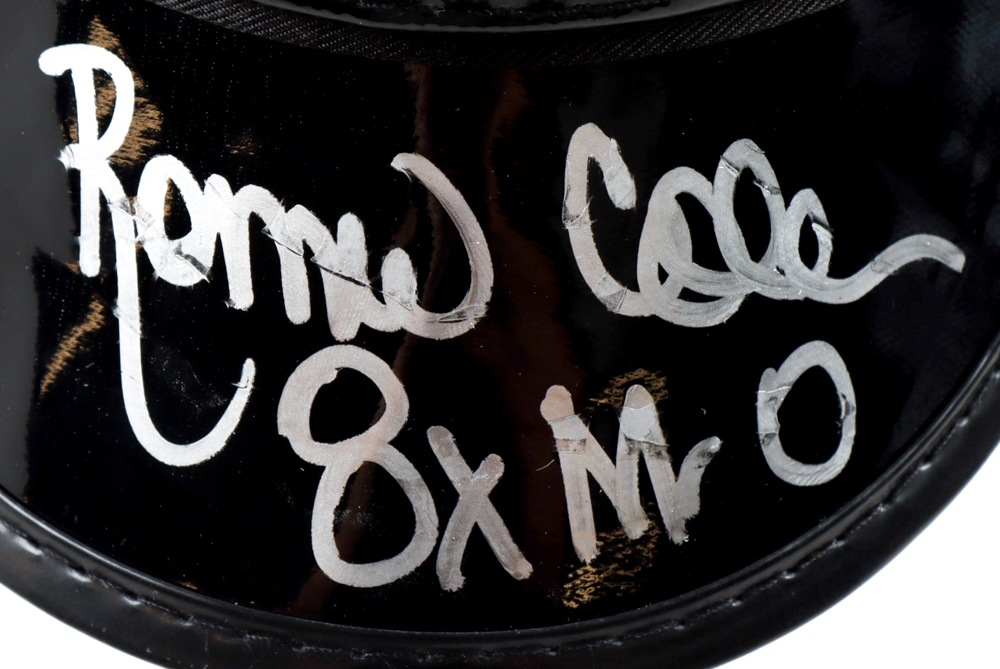 Ronnie Coleman
8x Mr O